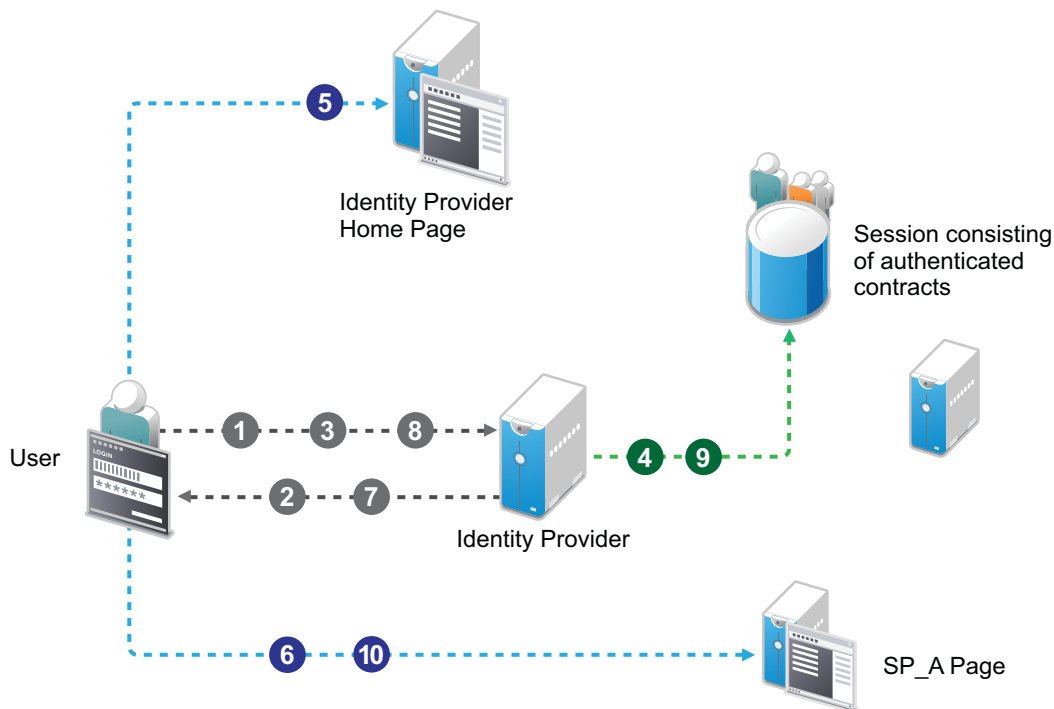 5
Identity Provider
Home Page
Session consisting
of authenticated
contracts
1
3
8
User
LOGIN
******
4
9
2
7
Identity Provider
6
10
SP_A Page